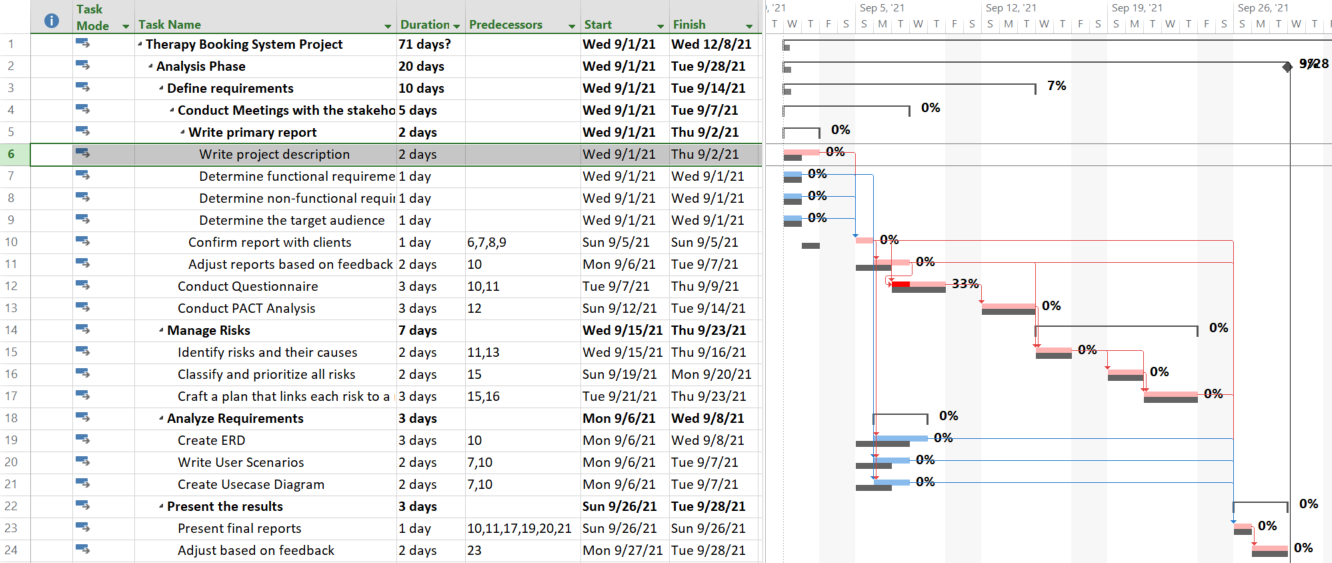 Task Mode Task Name Duration Predecessors Start Finish
, '21 Sep 5, '21 Sep 12, '21 Sep 19, '21 Sep 26, '21
T W T F S S M T W T F S S M T W T F S S M T W T F S S M T W T
1 Therapy Booking System Project 71 days? Wed 9/1/21 Wed 12/8/21
2 Analysis Phase 20 days Wed 9/1/21 Tue 9/28/21 9/28
3 Define requirements 10 days Wed 9/1/21 Tue 9/14/21 7%
4 Conduct Meetings with the stakeho 5 days Wed 9/1/21 Tue 9/7/21 0%
5 Write primary report 2 days Wed 9/1/21 Thu 9/2/21 0%
6 Write project description 2 days Wed 9/1/21 Thu 9/2/21 0%
7 Determine functional requireme 1 day Wed 9/1/21 Wed 9/1/21 0%
8 Determine non-functional requir 1 day Wed 9/1/21 Wed 9/1/21 0%
9 Determine the target audience 1 day Wed 9/1/21 Wed 9/1/21 0%
10 Confirm report with clients 1 day 6,7,8,9 Sun 9/5/21 Sun 9/5/21 0%
11 Adjust reports based on feedback 2 days 10 Mon 9/6/21 Tue 9/7/21 0%
12 Conduct Questionnaire 3 days 10,11 Tue 9/7/21 Thu 9/9/21 33%
13 Conduct PACT Analysis 3 days 12 Sun 9/12/21 Tue 9/14/21 0%
14 Manage Risks 7 days Wed 9/15/21 Thu 9/23/21 0%
15 Identify risks and their causes 2 days 11,13 Wed 9/15/21 Thu 9/16/21 0%
16 Classify and prioritize all risks 2 days 15 Sun 9/19/21 Mon 9/20/21 0%
17 Craft a plan that links each risk to a 3 days 15,16 Tue 9/21/21 Thu 9/23/21 0%
18 Analyze Requirements 3 days Mon 9/6/21 Wed 9/8/21 0%
19 Create ERD 3 days 10 Mon 9/6/21 Wed 9/8/21 0%
20 Write User Scenarios 2 days 7,10 Mon 9/6/21 Tue 9/7/21 0%
21 Create Usecase Diagram 2 days 7,10 Mon 9/6/21 Tue 9/7/21 0%
22 Present the results 3 days Sun 9/26/21 Tue 9/28/21 0%
23 Present final reports 1 day 10,11,17,19,20,21 Sun 9/26/21 Sun 9/26/21 0%
24 Adjust based on feedback 2 days 23 Mon 9/27/21 Tue 9/28/21 0%